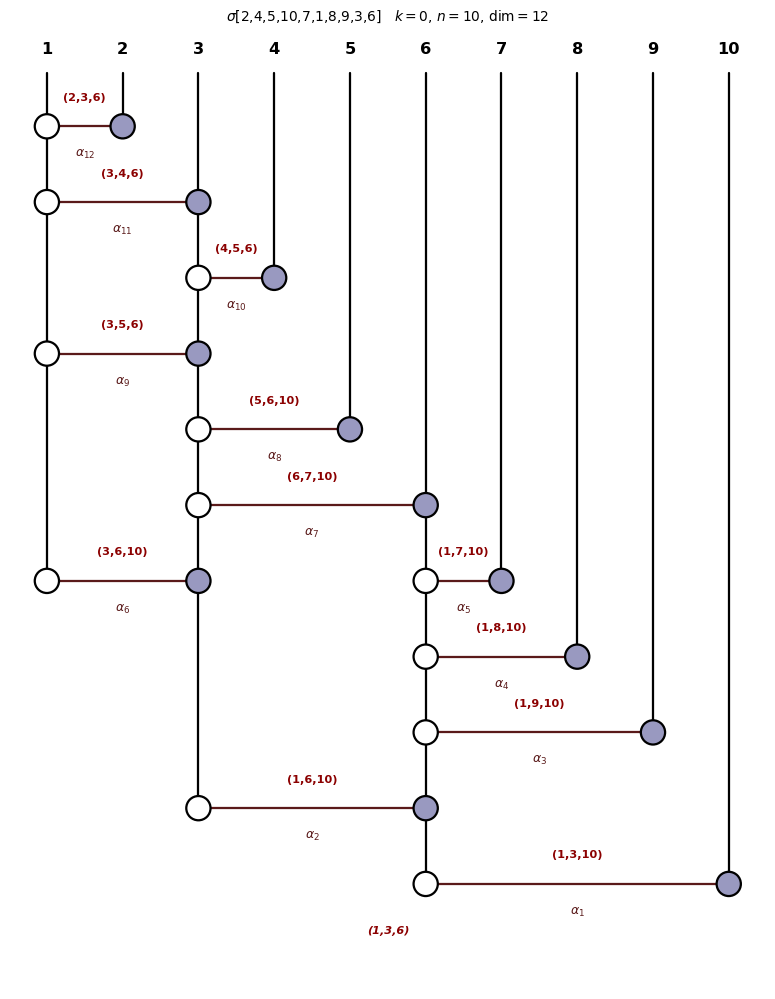 σ[2,4,5,10,7,1,8,9,3,6]   k=0, n=10, dim=12
1 2 3 4 5 6 7 8 9 10
(2,3,6)
α₁₂
(3,4,6)
α₁₁
(4,5,6)
α₁₀
(3,5,6)
α₉
(5,6,10)
α₈
(6,7,10)
α₇
(3,6,10) (1,7,10)
α₆ α₅
(1,8,10)
α₄
(1,9,10)
α₃
(1,6,10)
α₂
(1,3,10)
α₁
(1,3,6)